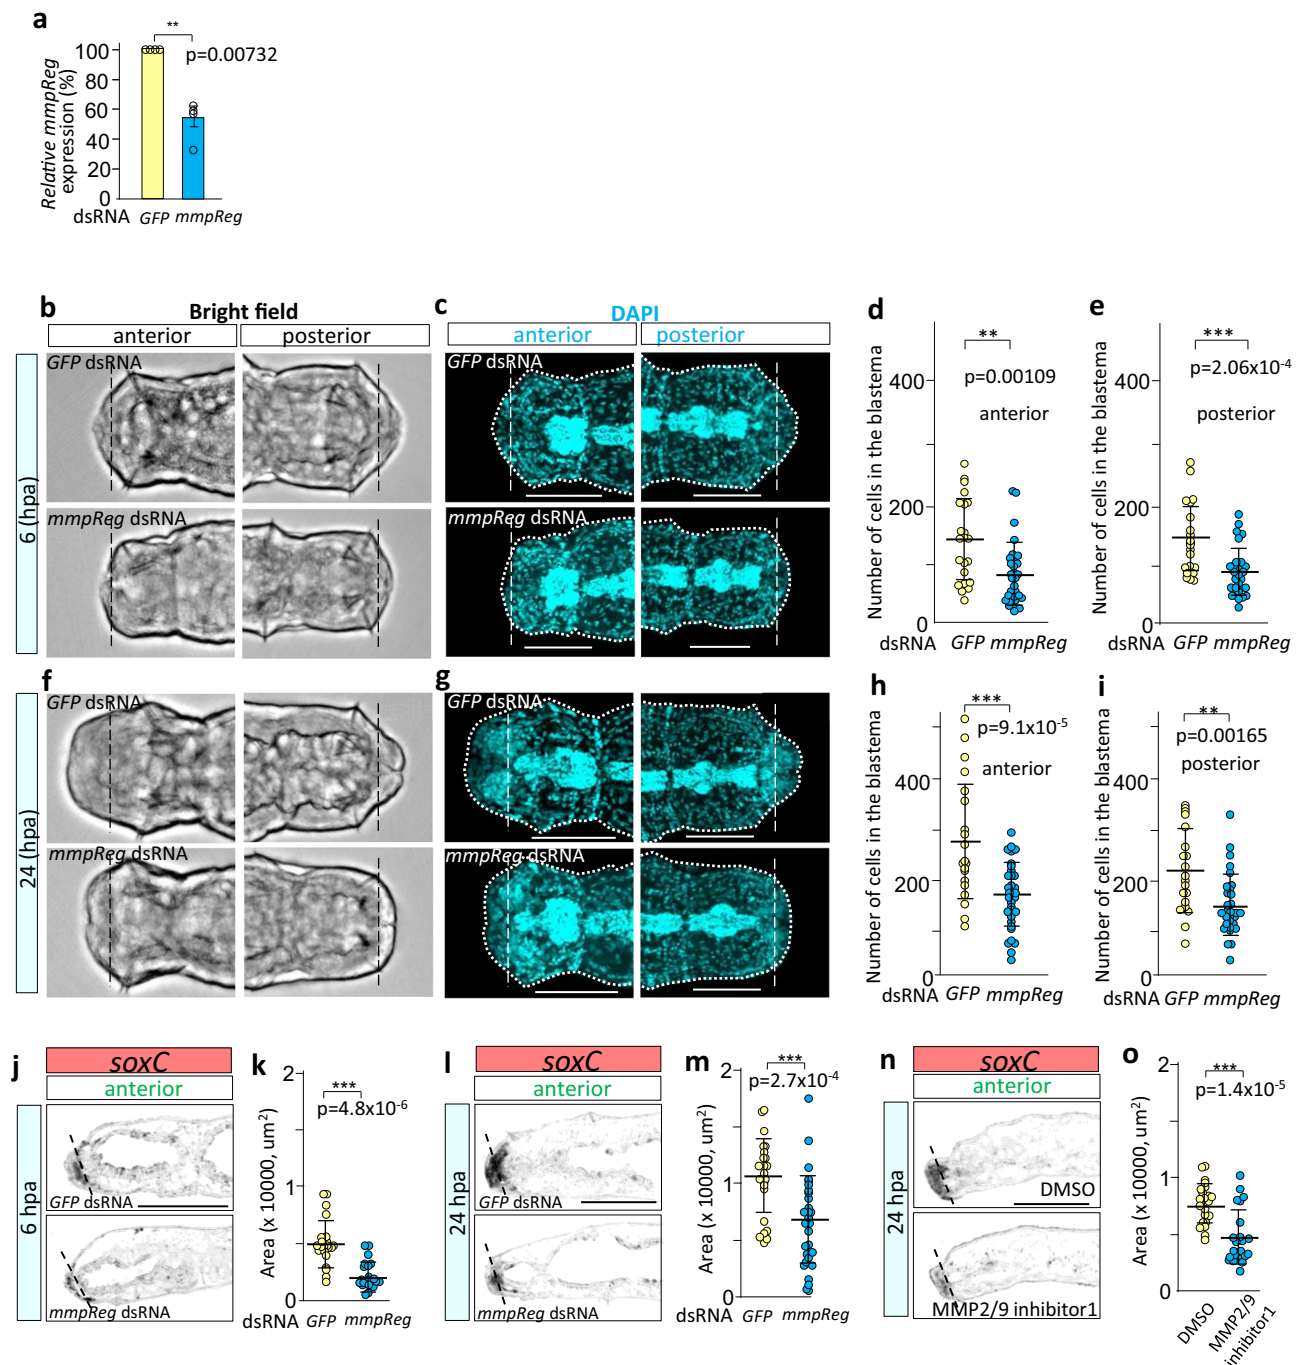 a
**
p=0.00732
Relative mmpReg
expression (%)
100
80
60
40
20
0
dsRNA GFP mmpReg
b
Bright field
anterior
posterior
c
DAPI
anterior
posterior
6 (hpa)
GFP dsRNA
mmpReg dsRNA
GFP dsRNA
mmpReg dsRNA
d
**
p=0.00109
anterior
Number of cells in the blastema
400
200
0
dsRNA GFP mmpReg
e
***
p=2.06x10-4
posterior
Number of cells in the blastema
400
200
0
dsRNA GFP mmpReg
24 (hpa)
f
GFP dsRNA
mmpReg dsRNA
g
GFP dsRNA
mmpReg dsRNA
h
***
p=9.1x10-5
anterior
Number of cells in the blastema
400
200
0
dsRNA GFP mmpReg
i
**
p=0.00165
posterior
Number of cells in the blastema
400
200
0
dsRNA GFP mmpReg
j
soxC
anterior
6 hpa
GFP dsRNA
mmpReg dsRNA
k
***
p=4.8x10-6
Area (x 10000, um2)
2
1
0
dsRNA GFP mmpReg
l
soxC
anterior
24 hpa
GFP dsRNA
mmpReg dsRNA
m
***
p=2.7x10-4
Area (x 10000, um2)
2
1
0
dsRNA GFP mmpReg
n
soxC
anterior
24 hpa
DMSO
MMP2/9 inhibitor1
o
***
p=1.4x10-5
Area (x 10000, um2)
2
1
0
DMSO
MMP2/9
inhibitor1